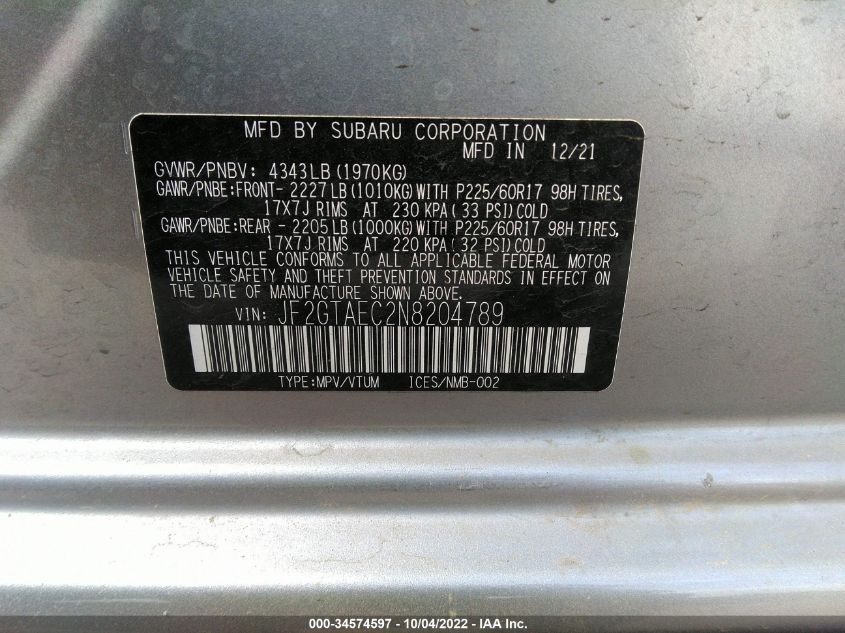 MFD BY SUBARU CORPORATION
MFD IN 12/21
GVWR/PNBV: 4343LB (1970KG)
GAWR/PNBE:FRONT- 2227LB(1010KG)WITH P225/60R17 98H TIRES,
17X7J RIMS AT 230 KPA( 33 PSI)COLD
GAWR/PNBE:REAR - 2205LB(1000KG)WITH P225/60R17 98H TIRES,
17X7J RIMS AT 220 KPA( 32 PSI)COLD
THIS VEHICLE CONFORMS TO ALL APPLICABLE FEDERAL MOTOR
VEHICLE SAFETY AND THEFT PREVENTION STANDARDS IN EFFECT ON
THE DATE OF MANUFACTURE SHOWN ABOVE.
VIN: JF2GTAEC2N8204789
TYPE:MPV/VTUM ICES/NMB-002
000-34574597 - 10/04/2022 - IAA Inc.